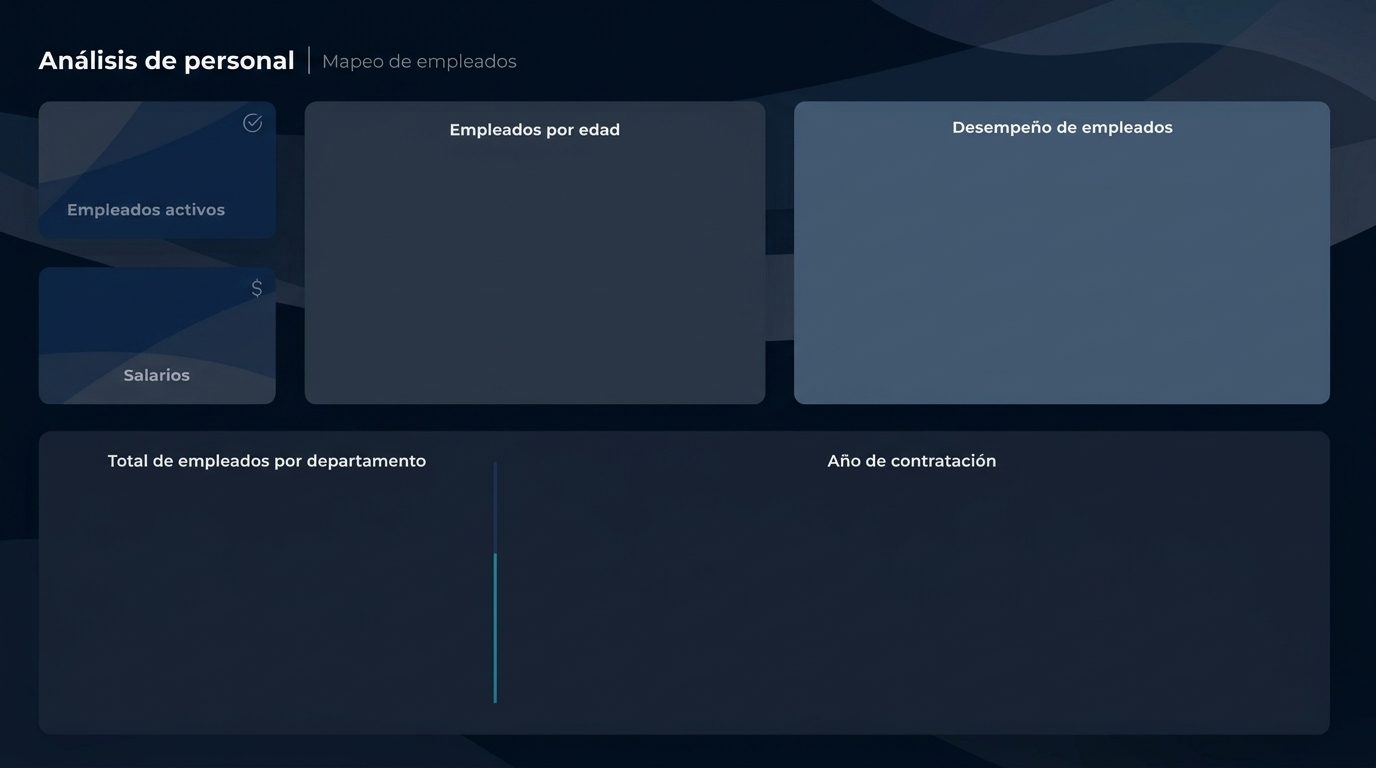 Análisis de personal
Mapeo de empleados
Empleados activos
$
Salarios
Empleados por edad
Desempeño de empleados
Total de empleados por departamento
Año de contratación